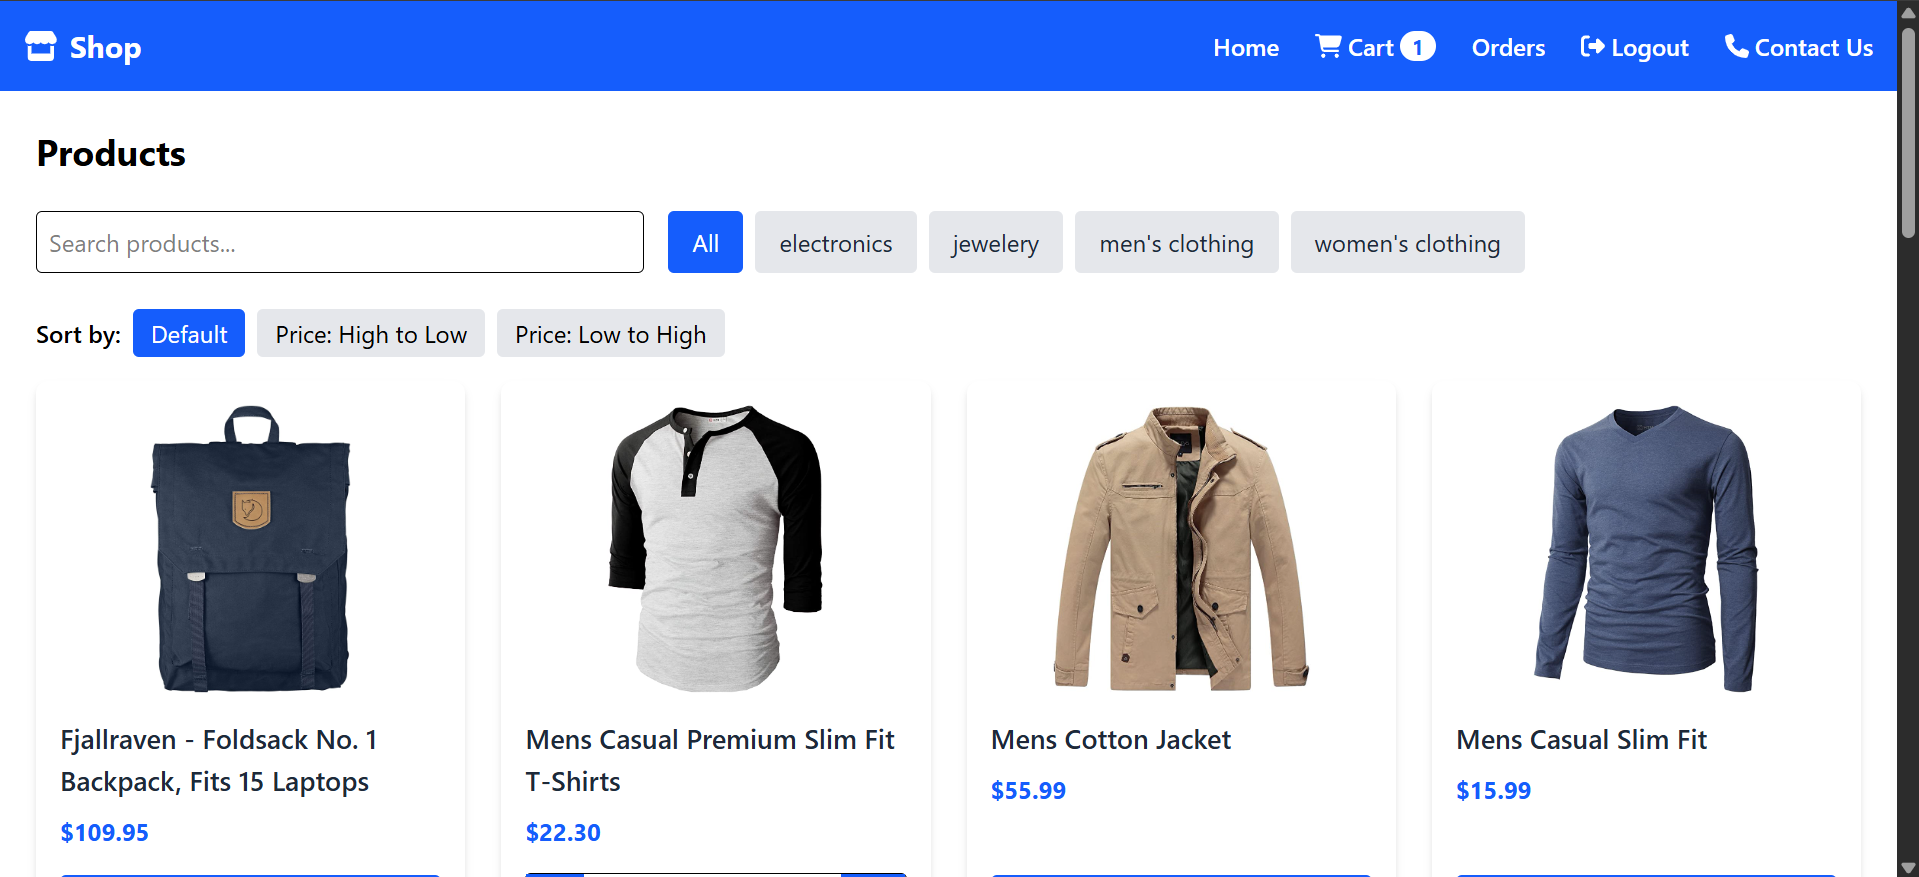 Shop
Home
Cart 1
Orders
Logout
Contact Us
Products
Search products...
All
electronics
jewelery
men's clothing
women's clothing
Sort by:
Default
Price: High to Low
Price: Low to High
Fjallraven - Foldsack No. 1
Backpack, Fits 15 Laptops
$109.95
Mens Casual Premium Slim Fit
T-Shirts
$22.30
Mens Cotton Jacket
$55.99
Mens Casual Slim Fit
$15.99